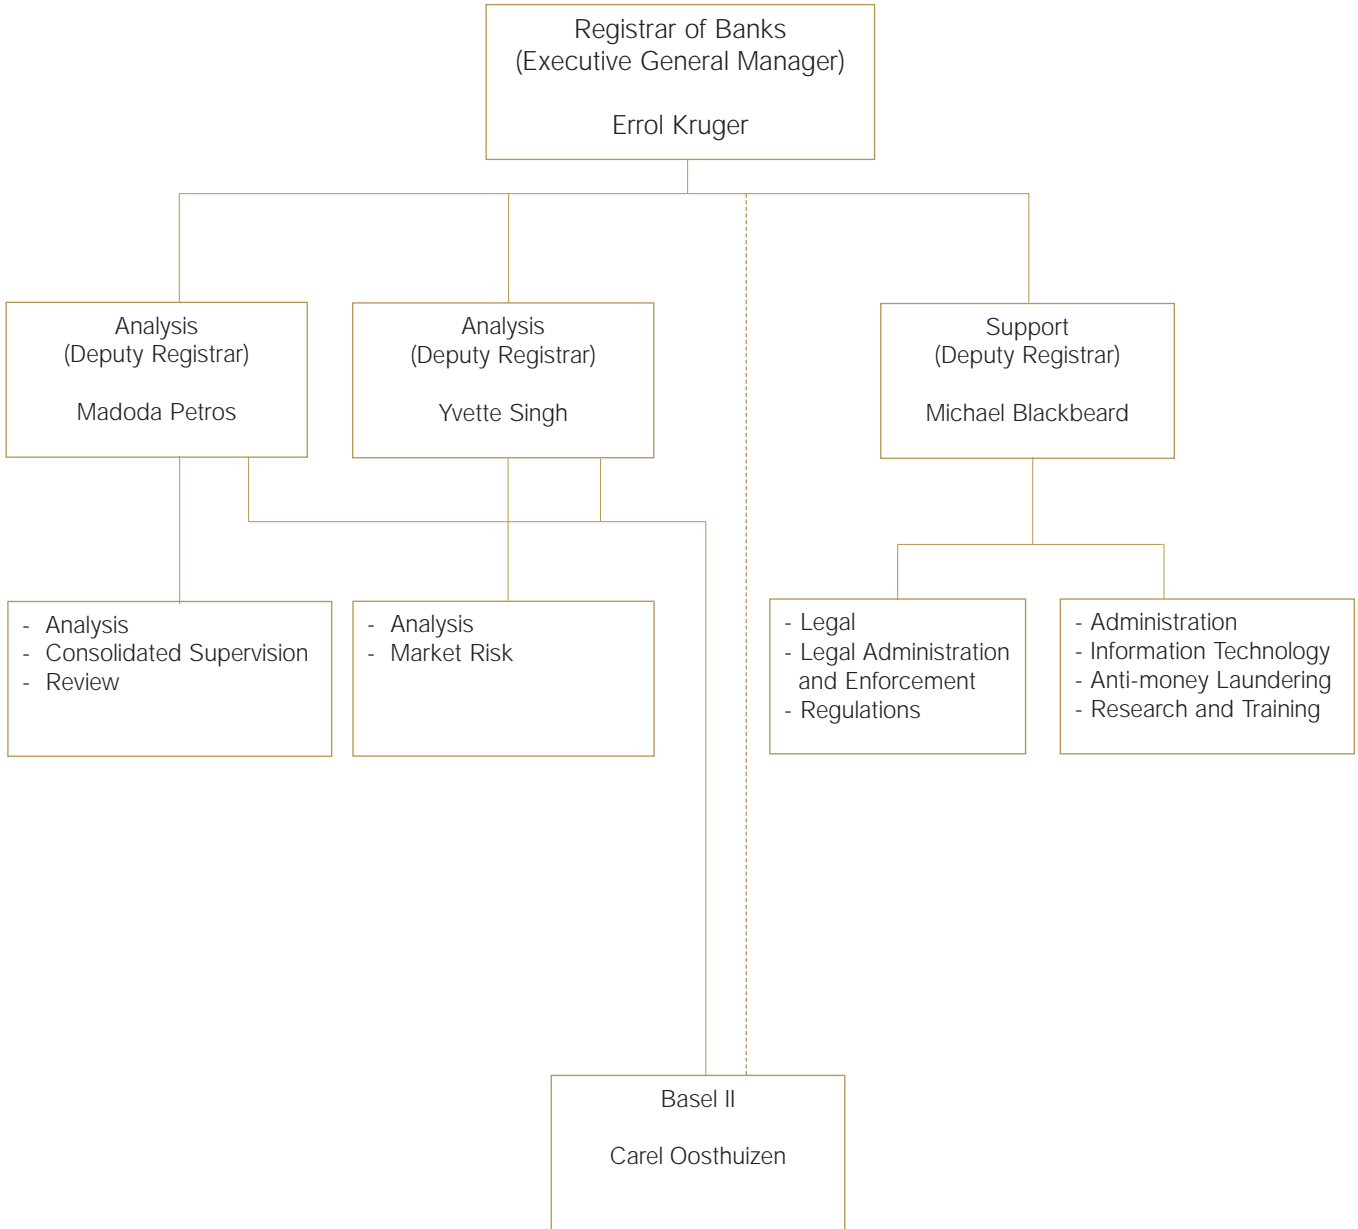 Registrar of Banks
(Executive General Manager)
Errol Kruger
Analysis
(Deputy Registrar)
Madoda Petros
Analysis
(Deputy Registrar)
Yvette Singh
Support
(Deputy Registrar)
Michael Blackbeard
- Analysis
- Consolidated Supervision
- Review
- Analysis
- Market Risk
- Legal
- Legal Administration
and Enforcement
- Regulations
- Administration
- Information Technology
- Anti-money Laundering
- Research and Training
Basel II
Carel Oosthuizen